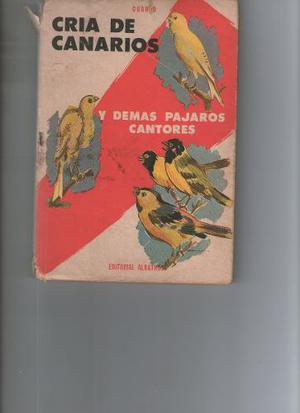 CRIA DE
CANARIOS
Y DEMAS PAJAROS
CANTORES
EDITORIAL ALBATROS